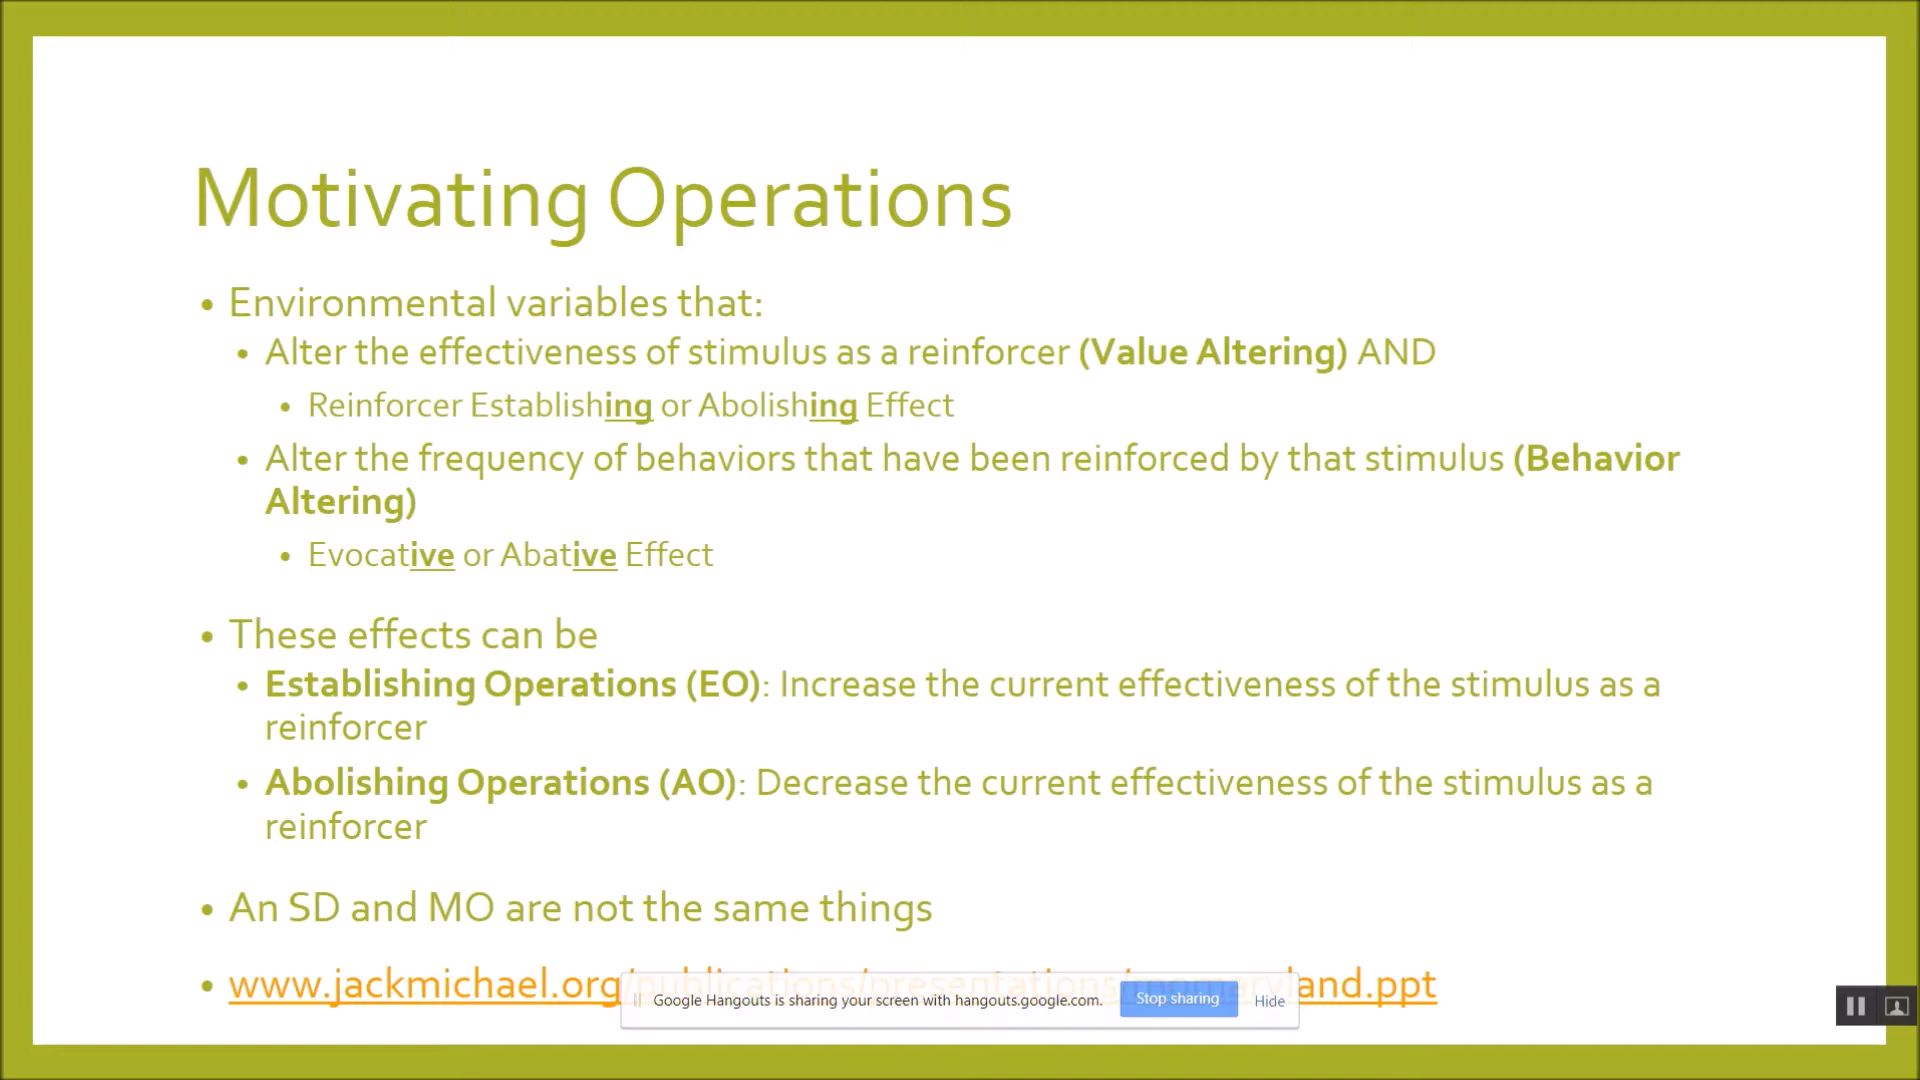 Motivating Operations
• Environmental variables that:
• Alter the effectiveness of stimulus as a reinforcer (Value Altering) AND
• Reinforcer Establishing or Abolishing Effect
• Alter the frequency of behaviors that have been reinforced by that stimulus (Behavior
Altering)
• Evocative or Abative Effect
• These effects can be
• Establishing Operations (EO): Increase the current effectiveness of the stimulus as a
reinforcer
• Abolishing Operations (AO): Decrease the current effectiveness of the stimulus as a
reinforcer
• An SD and MO are not the same things
• www.jackmichael.org/publications/presentations/momaryland.ppt
Google Hangouts is sharing your screen with hangouts.google.com. Stop sharing Hide